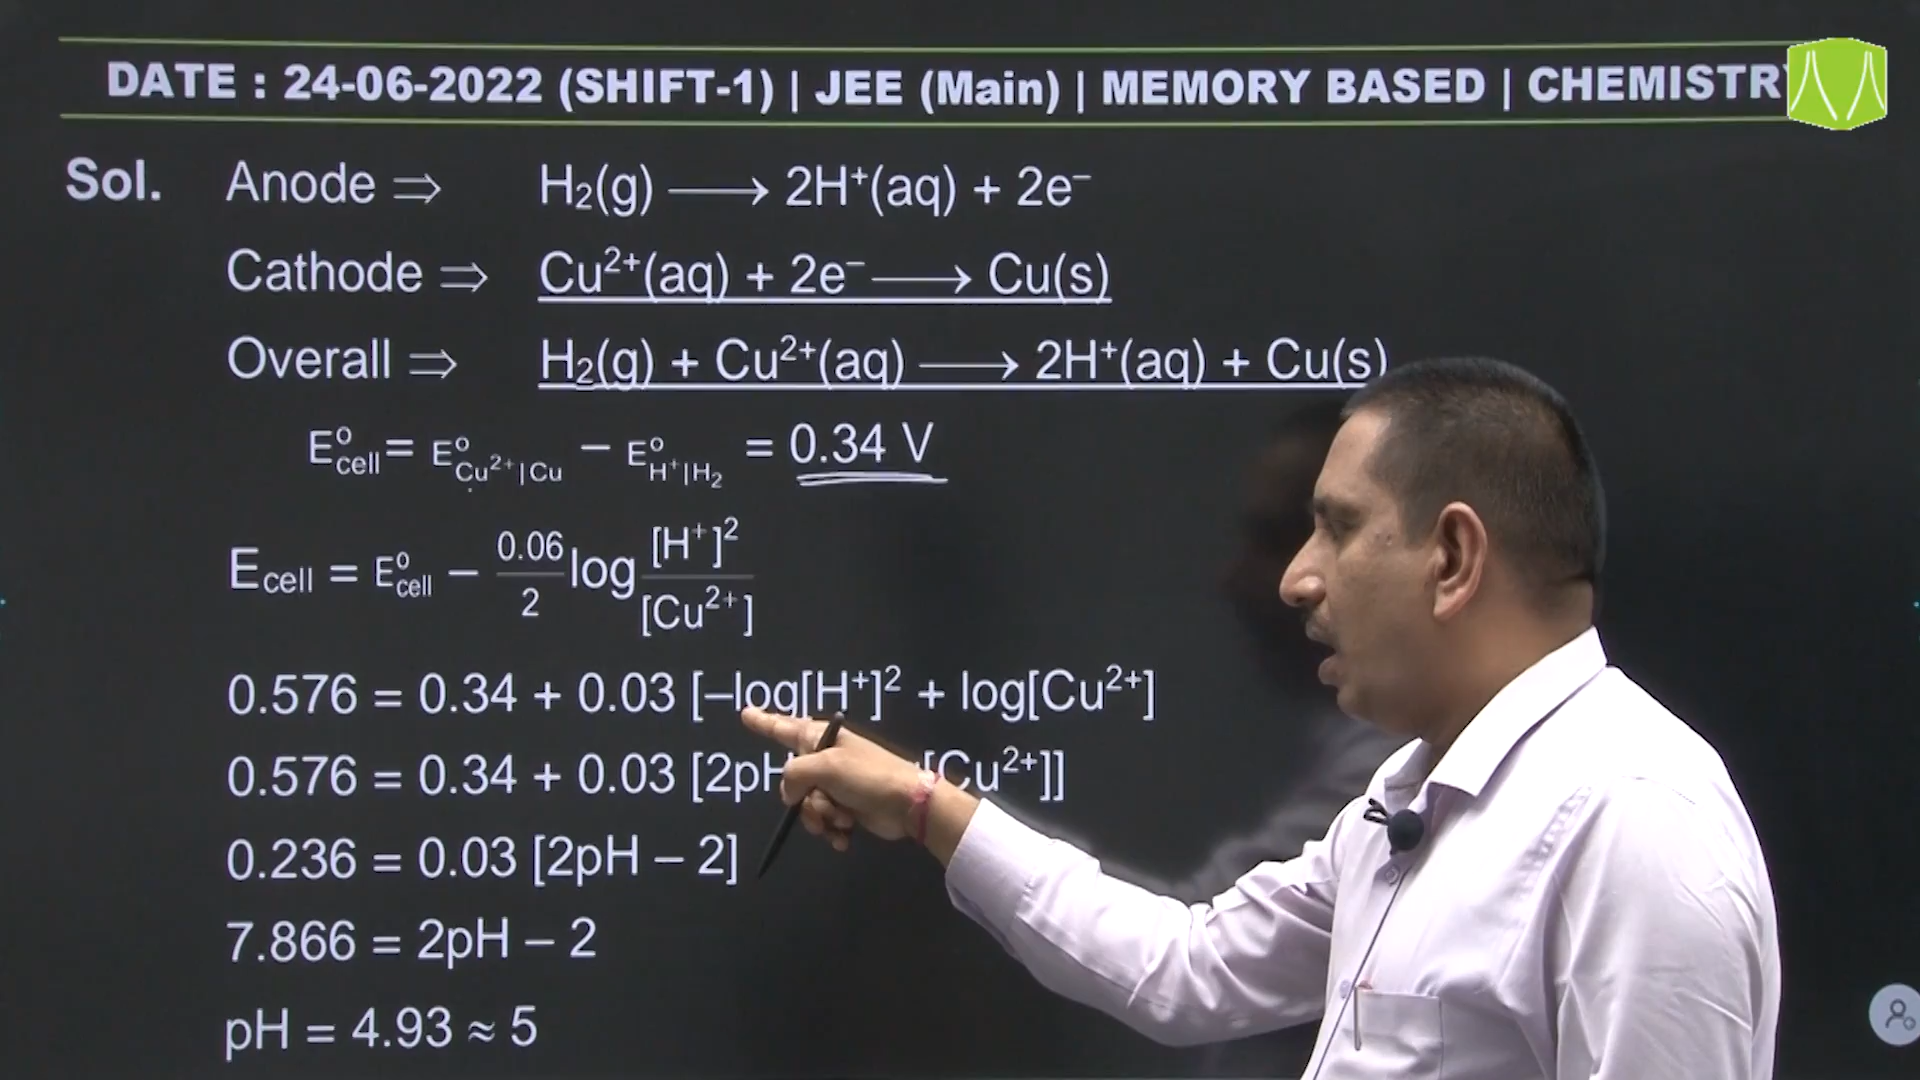 DATE : 24-06-2022 (SHIFT-1) | JEE (Main) | MEMORY BASED | CHEMISTRY
Sol. Anode ⇒ H₂(g) ⟶ 2H⁺(aq) + 2e⁻
Cathode ⇒ Cu²⁺(aq) + 2e⁻ ⟶ Cu(s)
Overall ⇒ H₂(g) + Cu²⁺(aq) ⟶ 2H⁺(aq) + Cu(s)
E°cell = E°Cu²⁺|Cu − E°H⁺|H₂ = 0.34 V
Ecell = E°cell − 0.06/2 log [H⁺]²/[Cu²⁺]
0.576 = 0.34 + 0.03 [–log[H⁺]² + log[Cu²⁺]
0.576 = 0.34 + 0.03 [2pH [Cu²⁺]]
0.236 = 0.03 [2pH – 2]
7.866 = 2pH – 2
pH = 4.93 ≈ 5